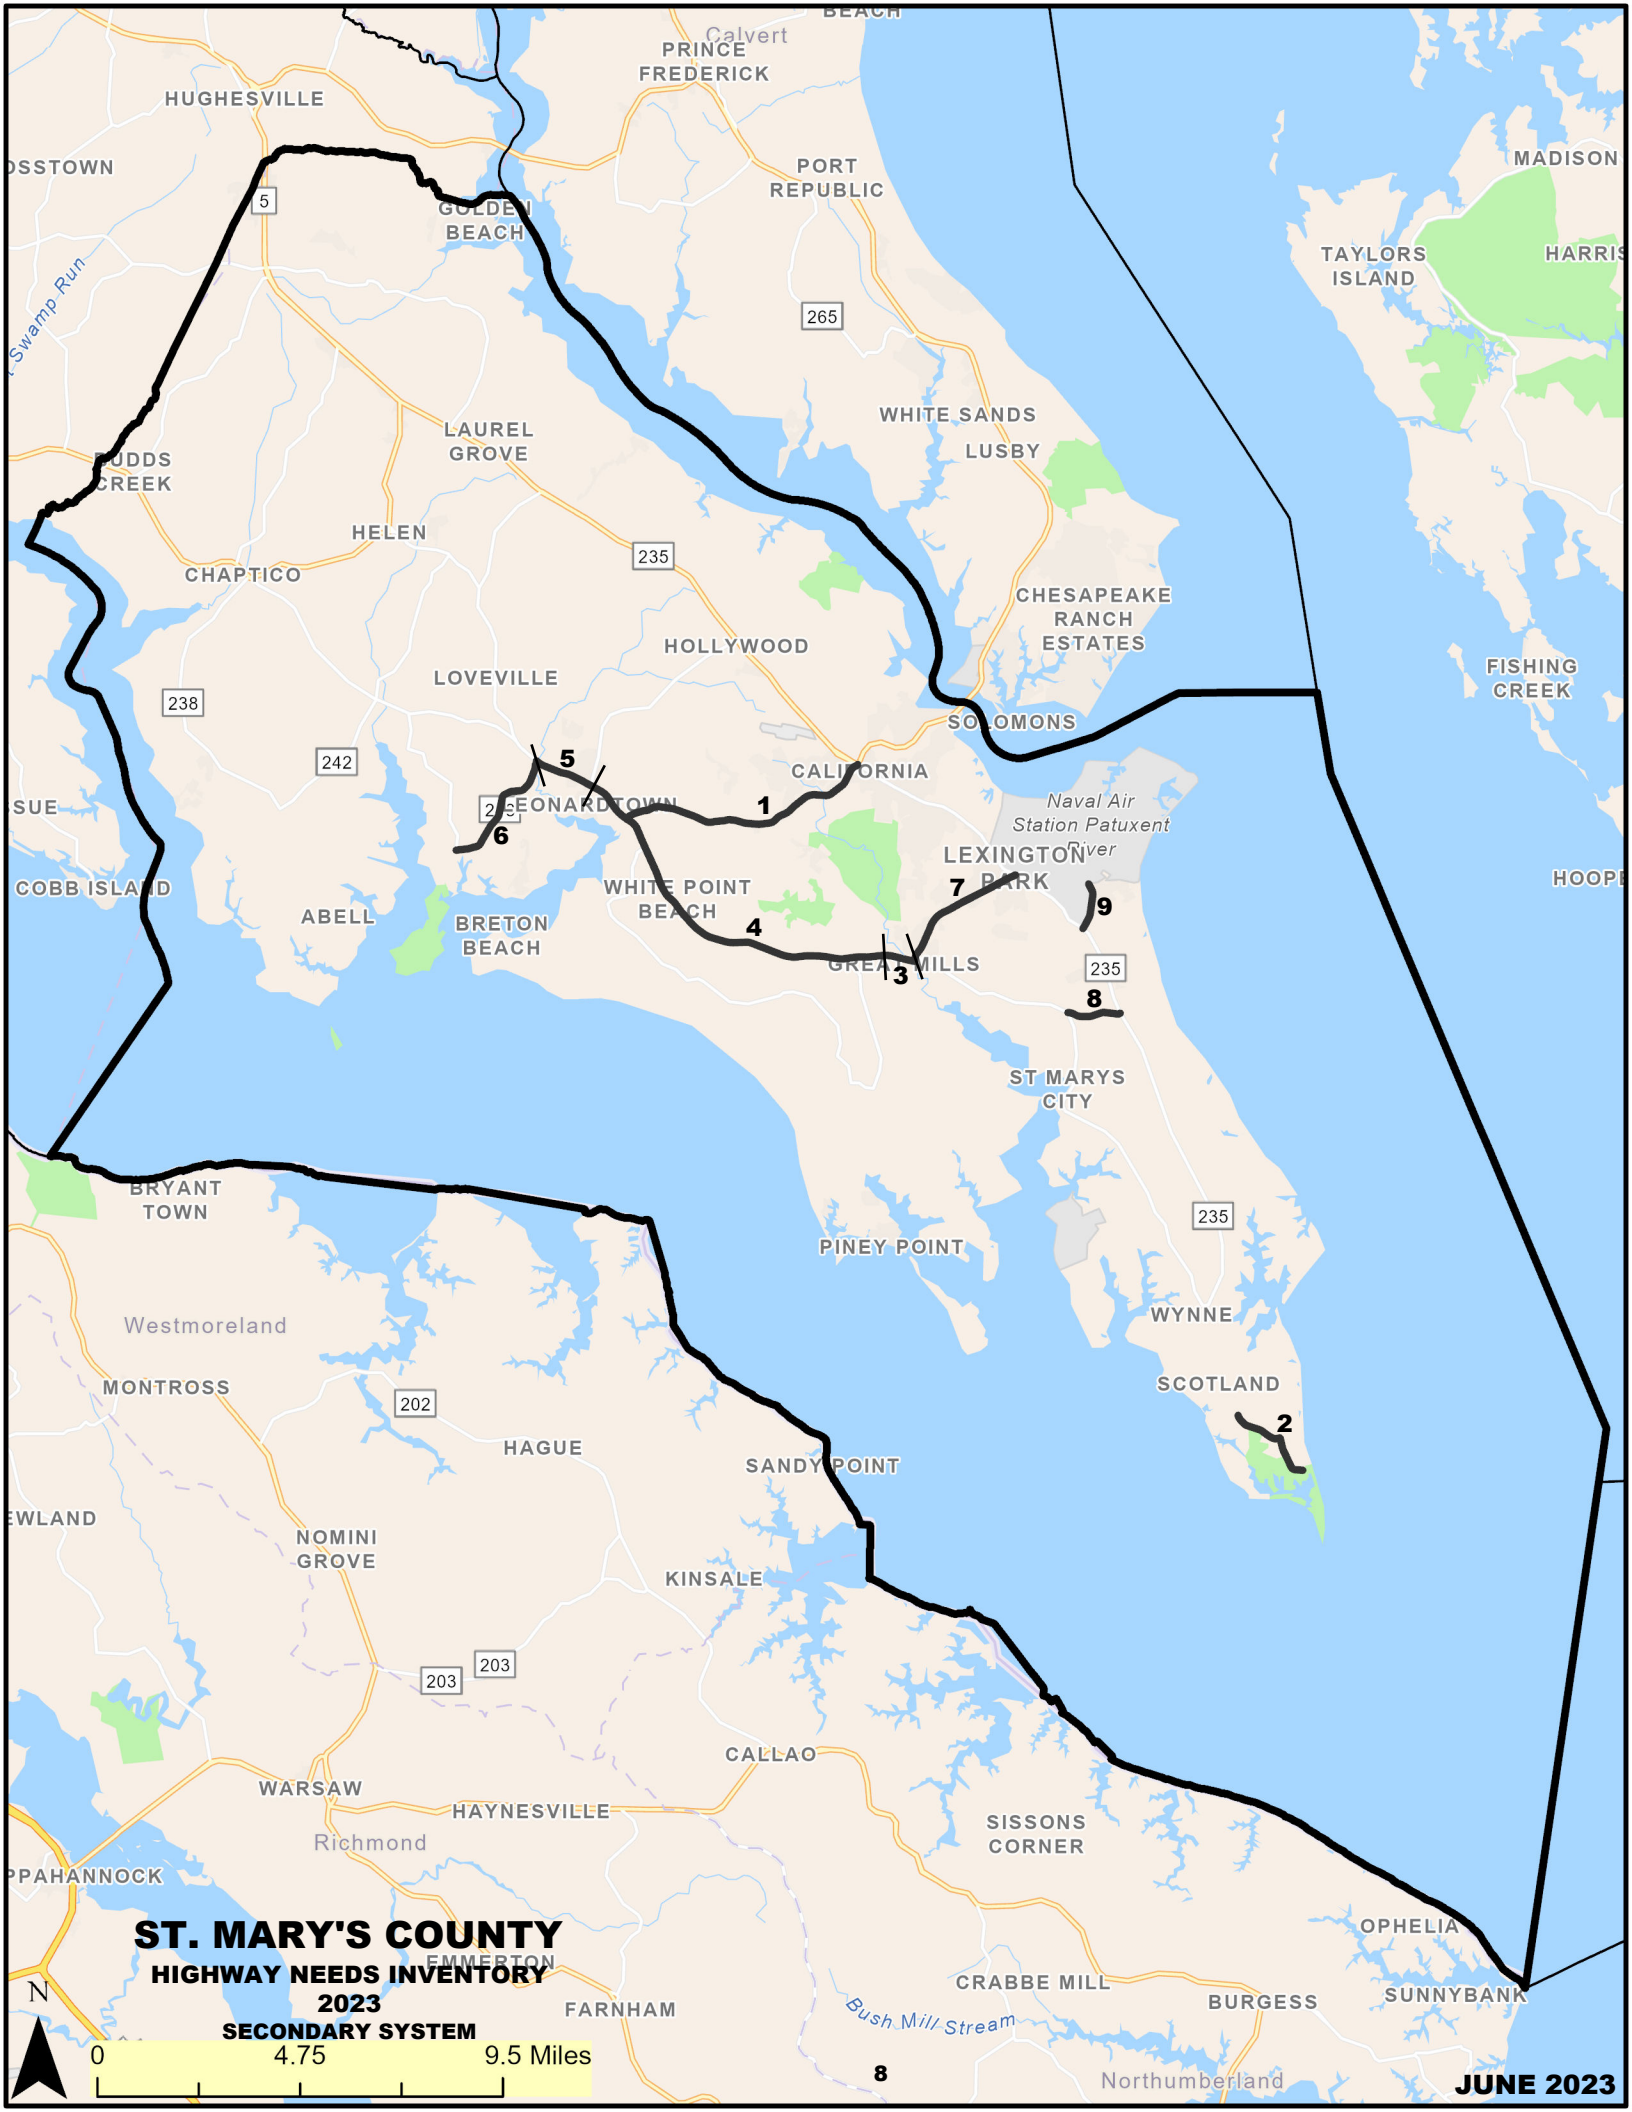 BEACH
Calvert
PRINCE
FREDERICK
HUGHESVILLE
OSSTOWN
PORT
REPUBLIC
MADISON
5
GOLDEN
BEACH
TAYLORS
ISLAND
HARRIS
t Swamp Run
265
WHITE SANDS
LUSBY
LAUREL
GROVE
BUDDS
CREEK
HELEN
235
CHAPTICO
CHESAPEAKE
RANCH
ESTATES
HOLLYWOOD
FISHING
CREEK
LOVEVILLE
238
SOLOMONS
242
5
CALIFORNIA
SSUE
LEONARDTOWN
1
Naval Air
Station Patuxent
River
6
LEXINGTON
PARK
COBB ISLAND
WHITE POINT
BEACH
7
HOOPE
9
ABELL
BRETON
BEACH
4
GREAT MILLS
3
235
8
ST MARYS
CITY
BRYANT
TOWN
235
PINEY POINT
WYNNE
Westmoreland
MONTROSS
SCOTLAND
202
2
HAGUE
SANDY POINT
EWLAND
NOMINI
GROVE
KINSALE
203
203
CALLAO
WARSAW
HAYNESVILLE
SISSONS
CORNER
Richmond
PPAHANNOCK
OPHELIA
ST. MARY'S COUNTY
EMMERTON
HIGHWAY NEEDS INVENTORY
2023
SECONDARY SYSTEM
N
CRABBE MILL
SUNNYBANK
BURGESS
FARNHAM
Bush Mill Stream
0 4.75 9.5 Miles
8
Northumberland
JUNE 2023